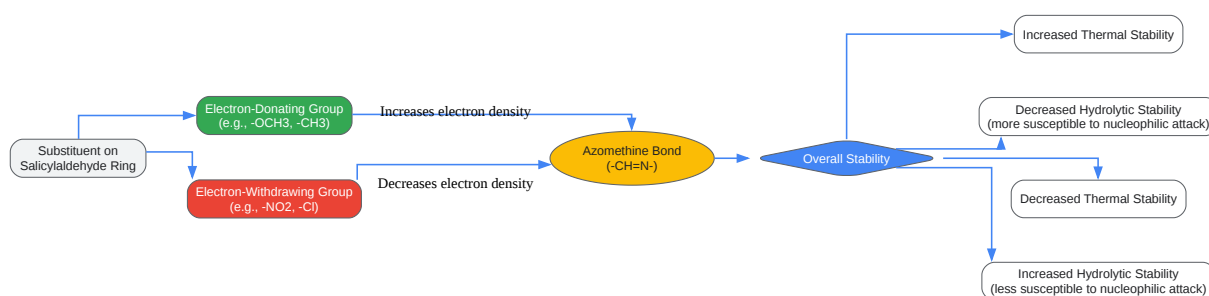 Substituent on
Salicylaldehyde Ring
Electron-Donating Group
(e.g., -OCH3, -CH3)
Electron-Withdrawing Group
(e.g., -NO2, -Cl)
Increases electron density
Decreases electron density
Azomethine Bond
(-CH=N-)
Overall Stability
Increased Thermal Stability
Decreased Hydrolytic Stability
(more susceptible to nucleophilic attack)
Decreased Thermal Stability
Increased Hydrolytic Stability
(less susceptible to nucleophilic attack)